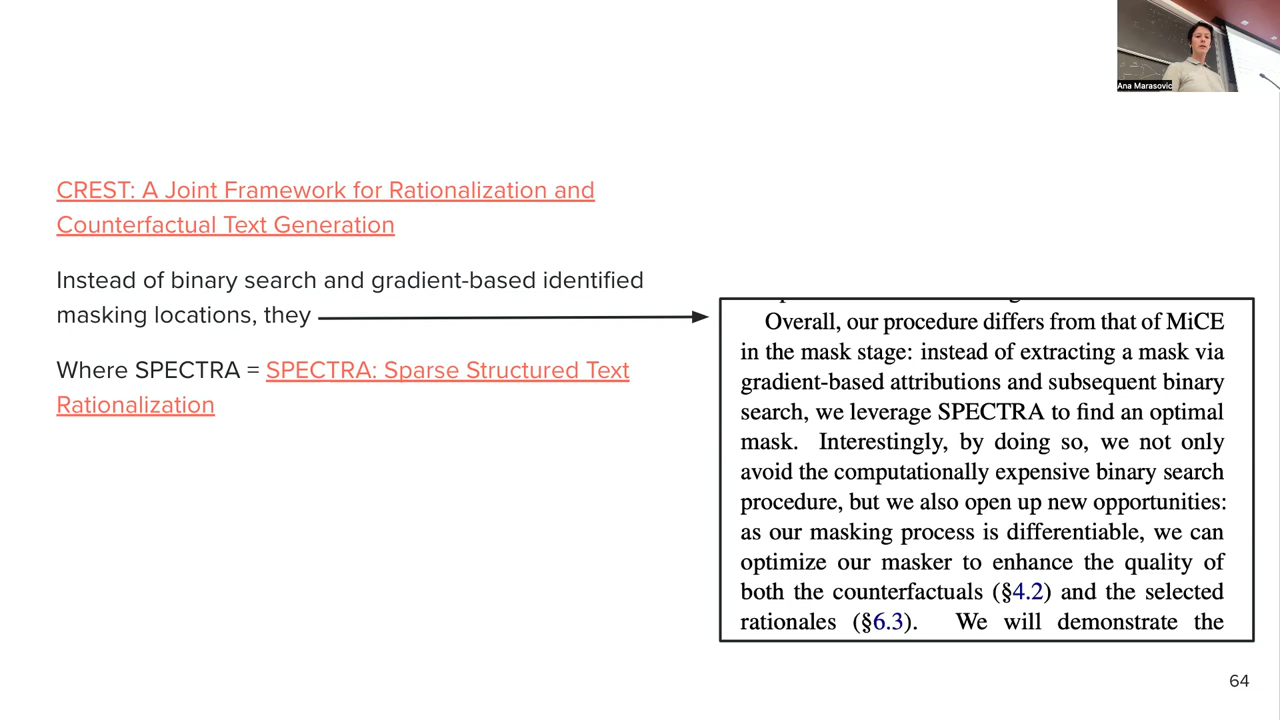 Ana Marasovic
CREST: A Joint Framework for Rationalization and
Counterfactual Text Generation
Instead of binary search and gradient-based identified
masking locations, they
Where SPECTRA = SPECTRA: Sparse Structured Text
Rationalization
Overall, our procedure differs from that of MiCE
in the mask stage: instead of extracting a mask via
gradient-based attributions and subsequent binary
search, we leverage SPECTRA to find an optimal
mask. Interestingly, by doing so, we not only
avoid the computationally expensive binary search
procedure, but we also open up new opportunities:
as our masking process is differentiable, we can
optimize our masker to enhance the quality of
both the counterfactuals (§4.2) and the selected
rationales (§6.3). We will demonstrate the
64